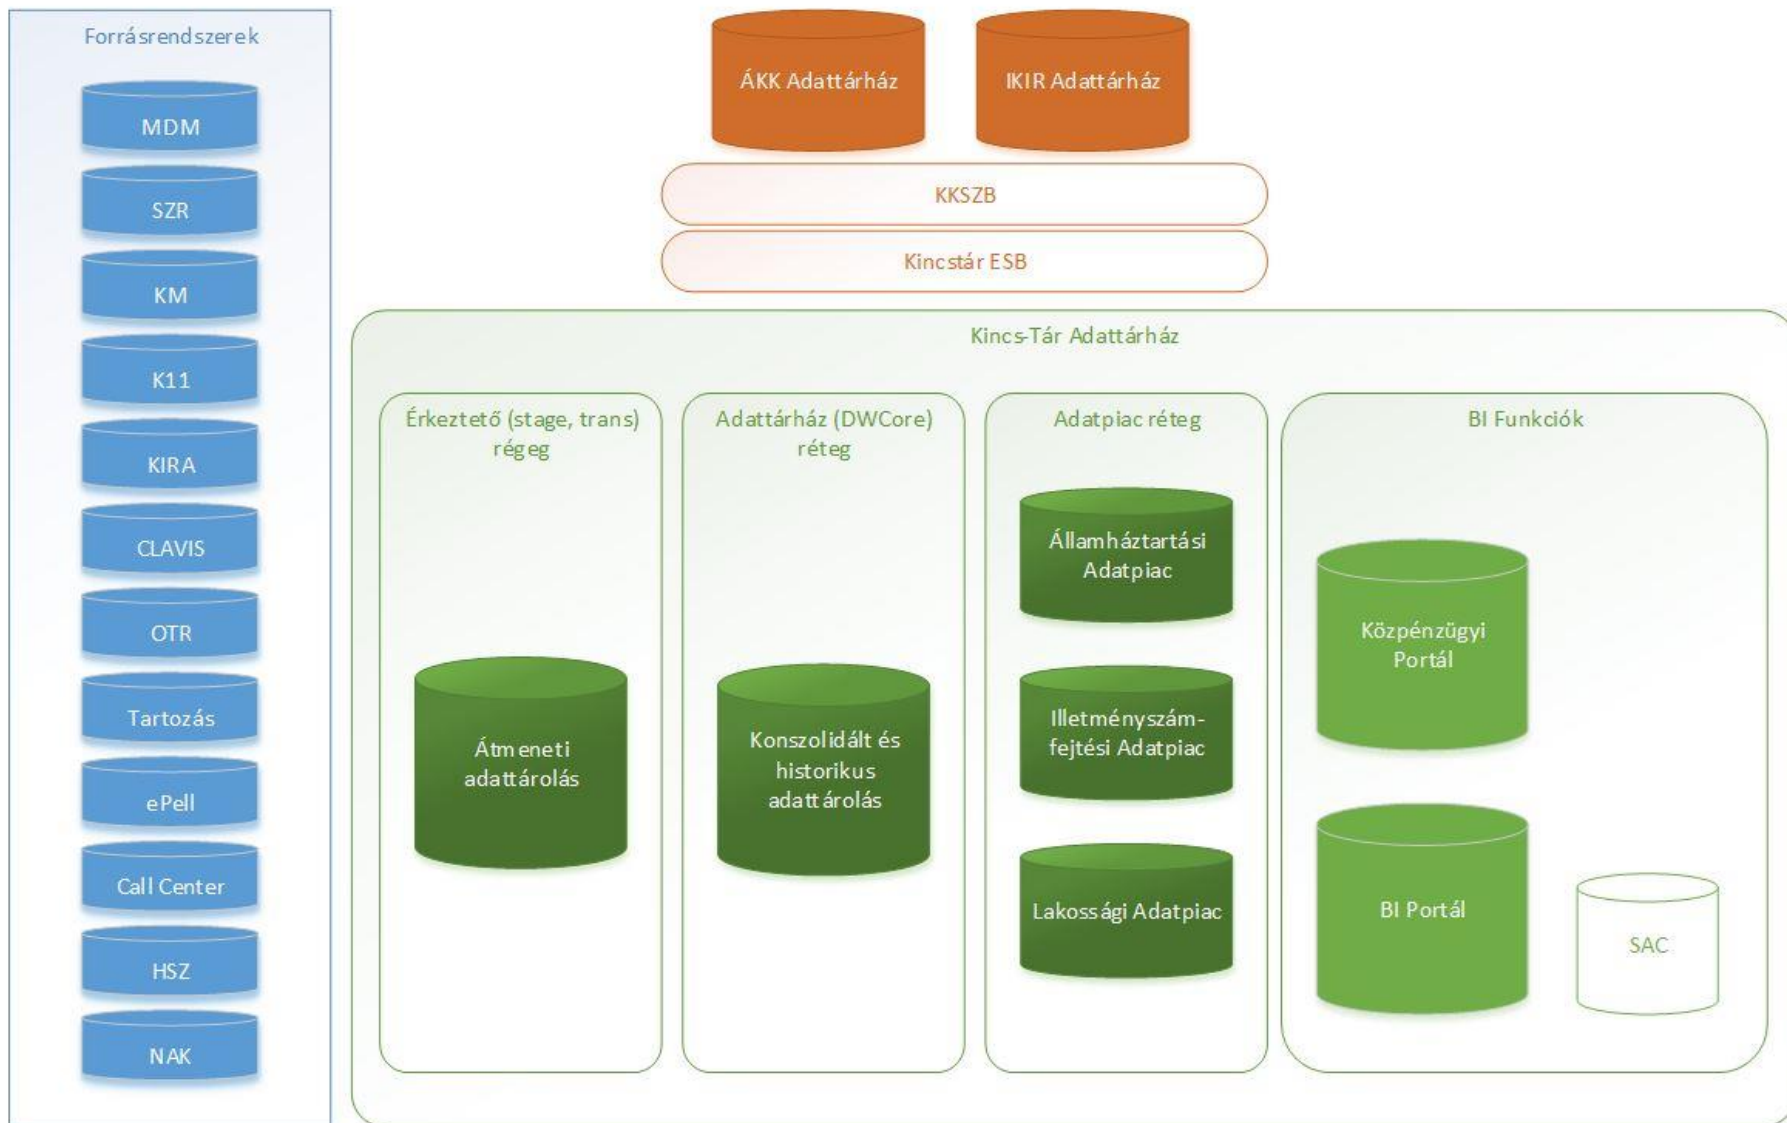 Forrásrendszerek
MDM
SZR
KM
K11
KIRA
CLAVIS
OTR
Tartozás
ePell
Call Center
HSZ
NAK
ÁKK Adattárház
IKIR Adattárház
KKSZB
Kincstár ESB
Kincs-Tár Adattárház
Érkeztető (stage, trans)
régeg
Átmeneti
adattárolás
Adattárház (DWCore)
réteg
Konszolidált és
historikus
adattárolás
Adatpiac réteg
Államháztartási
Adatpiac
Illetményszám-
fejtési Adatpiac
Lakossági Adatpiac
BI Funkciók
Közpénzügyi
Portál
BI Portál
SAC